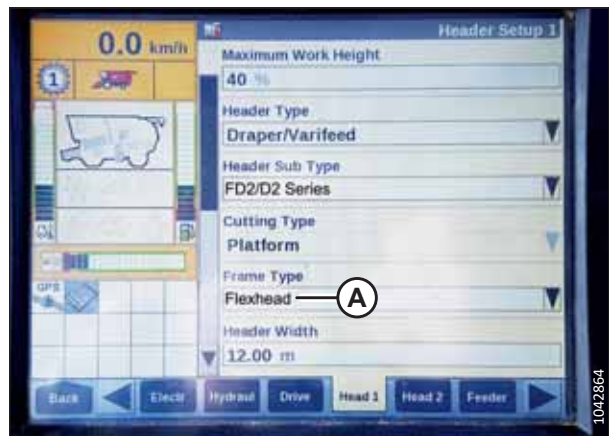 0.0 km/h
Header Setup 1
1
Maximum Work Height
40 %
Header Type
Draper/Varifeed
Header Sub Type
FD2/D2 Series
Cutting Type
Platform
Frame Type
Flexhead
A
Header Width
12.00 m
GPS
Back
Electr
Hydraul
Drive
Head 1
Head 2
Feeder
1042864